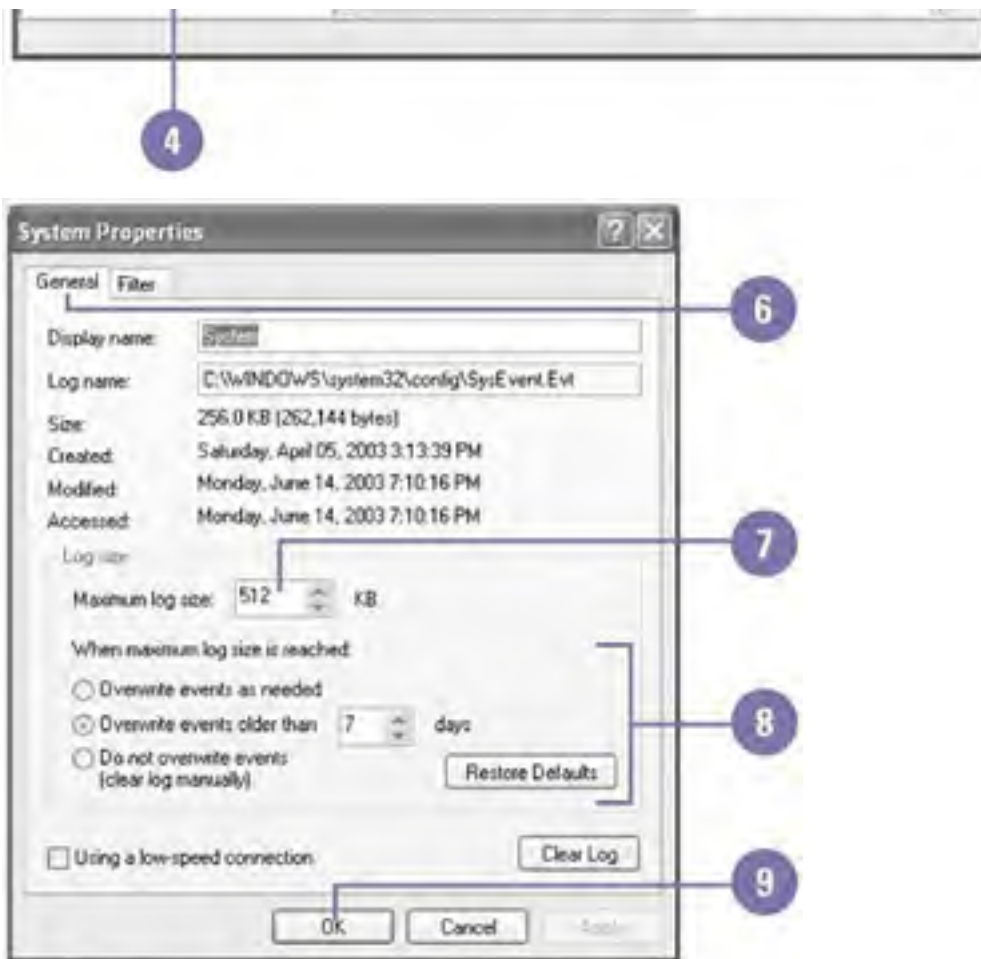 4
System Properties
General Filter
6
Display name: System
Log name: C:\WINDOWS\system32\config\SysEvent.Evt
Size: 256.0 KB (262,144 bytes)
Created: Saturday, April 05, 2003 3:13:39 PM
Modified: Monday, June 14, 2003 7:10:16 PM
Accessed: Monday, June 14, 2003 7:10:16 PM
7
Log size
Maximum log size: 512 KB
When maximum log size is reached:
Overwrite events as needed
Overwrite events older than 7 days
8
Do not overwrite events
(clear log manually)
Restore Defaults
Using a low-speed connection
Clear Log
9
OK Cancel Apply